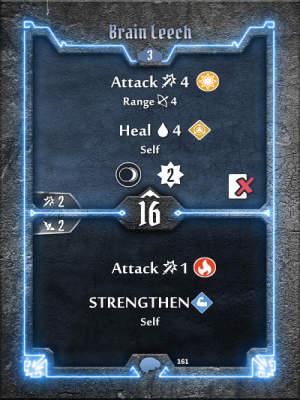 Brain Leech
3
Attack 4
Range 4
Heal 4
Self
2
2
16
2
Attack 1
STRENGTHEN
Self
161